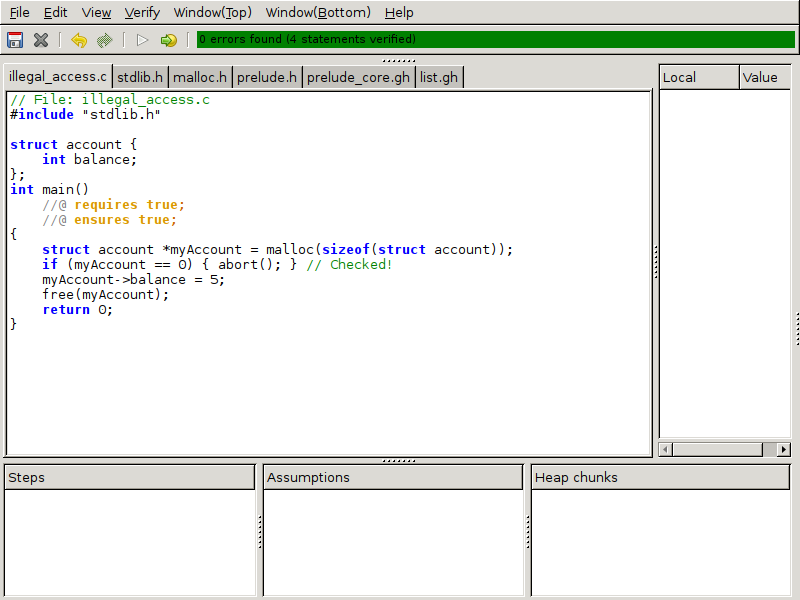 File Edit View Verify Window(Top) Window(Bottom) Help
0 errors found (4 statements verified)
illegal_access.c stdlib.h malloc.h prelude.h prelude_core.gh list.gh
Local Value
// File: illegal_access.c
#include "stdlib.h"
struct account {
    int balance;
};
int main()
    //@ requires true;
    //@ ensures true;
{
    struct account *myAccount = malloc(sizeof(struct account));
    if (myAccount == 0) { abort(); } // Checked!
    myAccount->balance = 5;
    free(myAccount);
    return 0;
}
Steps Assumptions Heap chunks